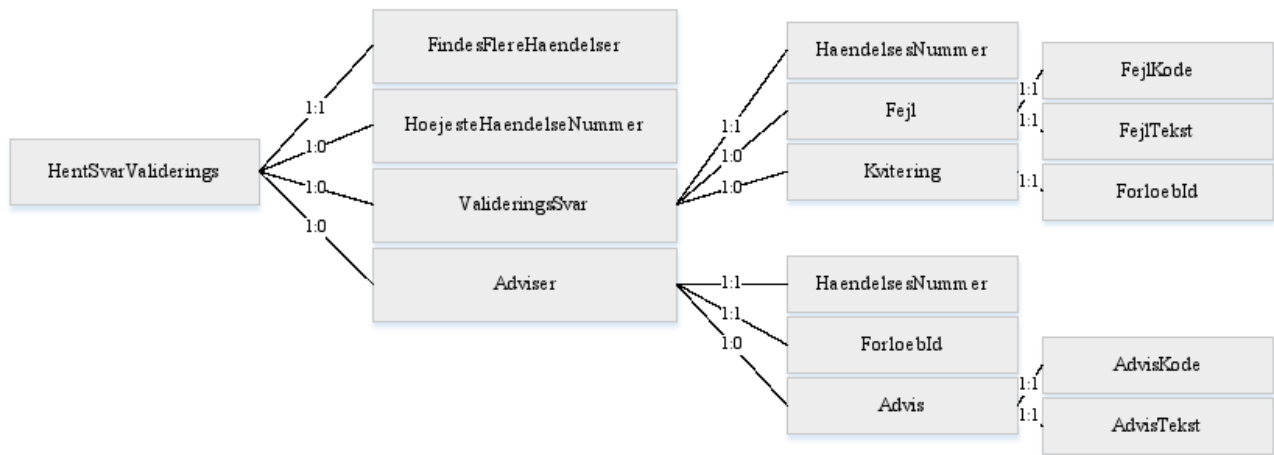 HentSvarValiderings
1:1
1:0
1:0
1:0
FindesFlereHaendelser
HoejesteHaendelseNummer
ValideringsSvar
Adviser
1:1
1:0
1:0
HaendelsesNummer
Fejl
Kvitering
1:1
1:1
1:1
FejlKode
FejlTekst
ForloebId
1:1
1:1
1:0
HaendelsesNummer
ForloebId
Advis
1:1
1:1
AdvisKode
AdvisTekst